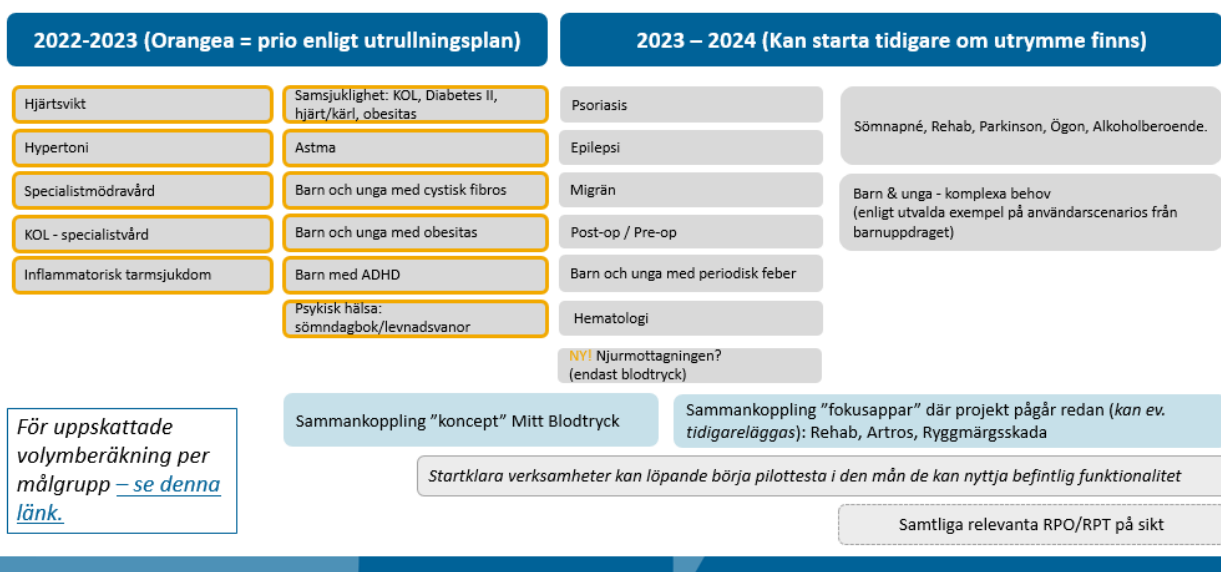 2022-2023 (Orangea = prio enligt utrullningsplan)
2023 – 2024 (Kan starta tidigare om utrymme finns)
Hjärtsvikt
Hypertoni
Specialistmödravård
KOL - specialistvård
Inflammatorisk tarmsjukdom
Samsjuklighet: KOL, Diabetes II,
hjärt/kärl, obesitas
Astma
Barn och unga med cystisk fibros
Barn och unga med obesitas
Barn med ADHD
Psykisk hälsa:
sömndagbok/levnadsvanor
Psoriasis
Epilepsi
Migrän
Post-op / Pre-op
Barn och unga med periodisk feber
Hematologi
NY! Njurmottagningen?
(endast blodtryck)
Sömnapné, Rehab, Parkinson, Ögon, Alkoholberoende.
Barn & unga - komplexa behov
(enligt utvalda exempel på användarscenarios från
barnuppdraget)
För uppskattade
volymberäkning per
målgrupp – se denna
länk.
Sammankoppling ”koncept” Mitt Blodtryck
Sammankoppling ”fokusappar” där projekt pågår redan (kan ev.
tidigareläggas): Rehab, Artros, Ryggmärgsskada
Startklara verksamheter kan löpande börja pilottesta i den mån de kan nyttja befintlig funktionalitet
Samtliga relevanta RPO/RPT på sikt